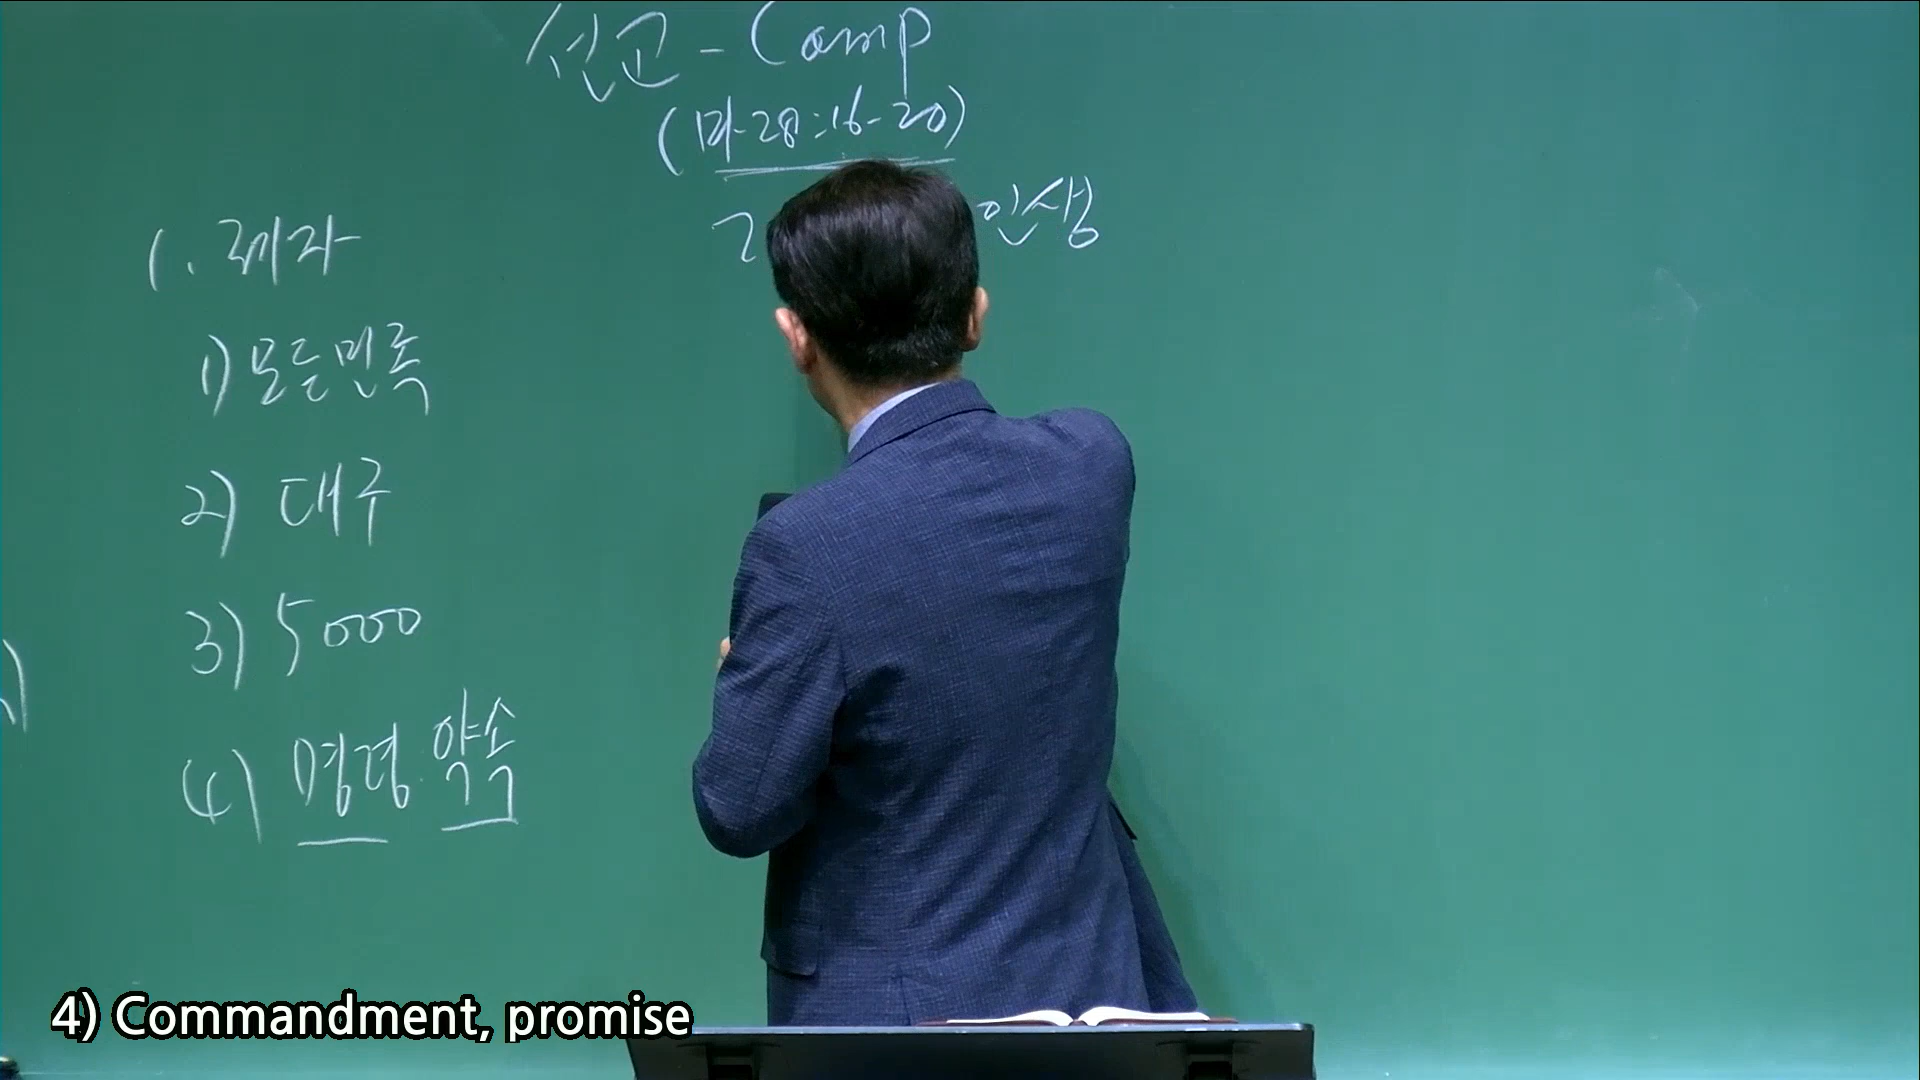 선교 - Camp
(마 28:16-20)
1. 제자
1) 모든민족
2) 대구
3) 5000
4) 명령. 약속
인생
4) Commandment, promise